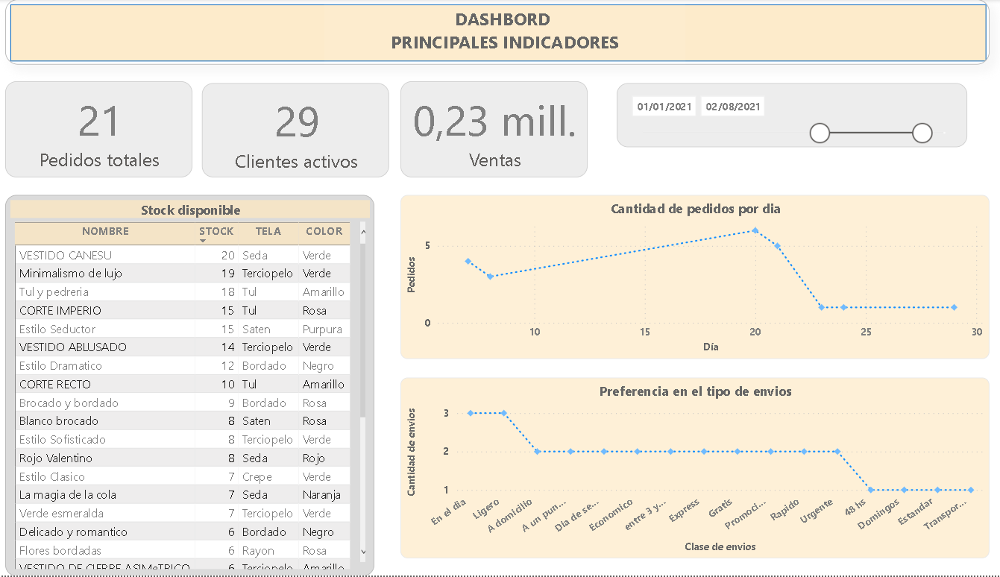 DASHBORD
PRINCIPALES INDICADORES
21
Pedidos totales
29
Clientes activos
0,23 mill.
Ventas
01/01/2021 02/08/2021
Stock disponible
NOMBRE STOCK TELA COLOR
VESTIDO CANESU 20 Seda Verde
Minimalismo de lujo 19 Terciopelo Verde
Tul y pedreria 18 Tul Amarillo
CORTE IMPERIO 15 Tul Rosa
Estilo Seductor 15 Saten Purpura
VESTIDO ABLUSADO 14 Terciopelo Verde
Estilo Dramatico 12 Bordado Negro
CORTE RECTO 10 Tul Amarillo
Brocado y bordado 9 Bordado Rosa
Blanco brocado 8 Saten Rosa
Estilo Sofisticado 8 Terciopelo Verde
Rojo Valentino 8 Seda Rojo
Estilo Clasico 7 Crepe Verde
La magia de la cola 7 Seda Naranja
Verde esmeralda 7 Terciopelo Verde
Delicado y romantico 6 Bordado Negro
Flores bordadas 6 Rayon Rosa
VESTIDO DE CIERRE ASIMeTRICO 6 Terciopelo Amarillo
Cantidad de pedidos por dia
Pedidos
5
0
10 15 20 25 30
Día
Preferencia en el tipo de envios
Cantidad de envios
3
2
1
En el dia Ligero A domicilio A un pun... Dia de se... Economico entre 3 y... Express Gratis Promoci... Rapido Urgente 48 hs Domingos Estandar Transpor...
Clase de envios